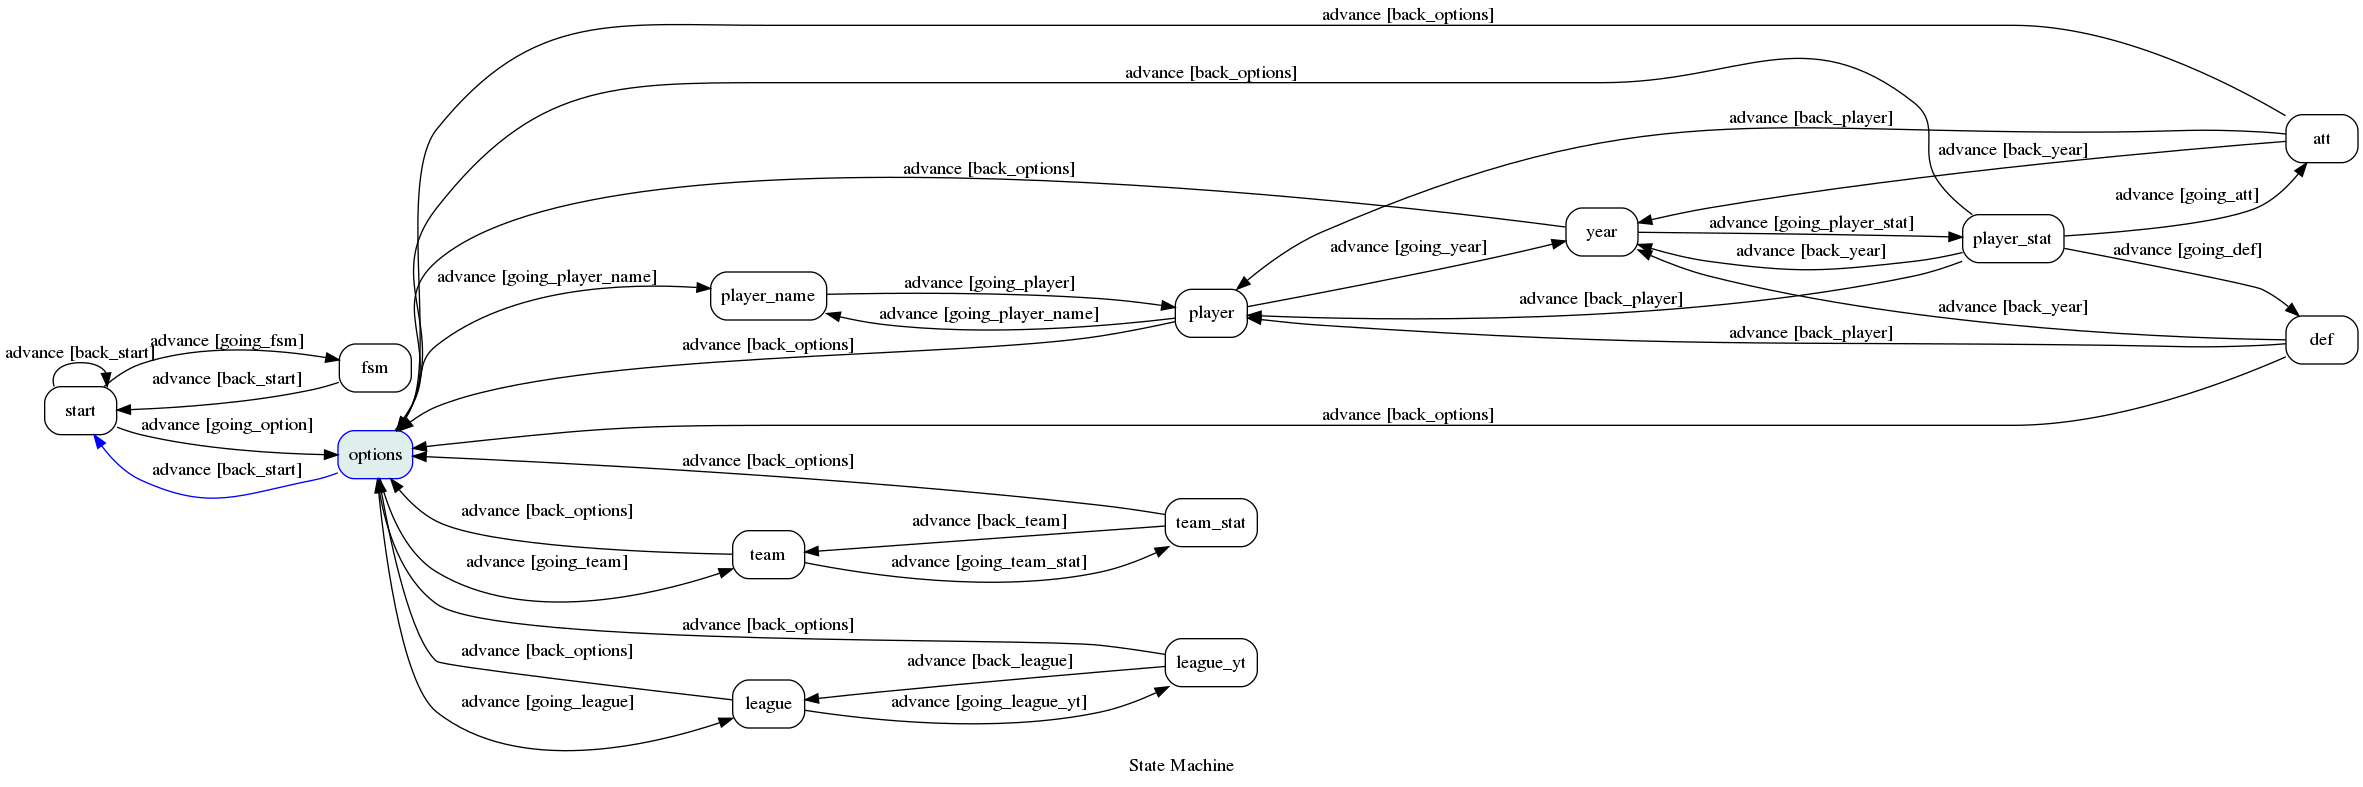 advance [back_options]
advance [back_options]
advance [back_player]
att
advance [back_year]
advance [back_options]
advance [going_att]
advance [going_player_stat]
year
player_stat
advance [going_year]
advance [back_year]
advance [going_def]
advance [going_player_name]
advance [going_player]
player_name
advance [back_player]
advance [back_year]
player
advance [going_player_name]
advance [back_player]
def
advance [back_options]
advance [going_fsm]
advance [back_start]
fsm
advance [back_start]
start
advance [back_options]
advance [going_option]
options
advance [back_options]
advance [back_start]
advance [back_options]
advance [back_team]
team_stat
team
advance [going_team]
advance [going_team_stat]
advance [back_options]
advance [back_options]
advance [back_league]
league_yt
advance [going_league]
league
advance [going_league_yt]
State Machine